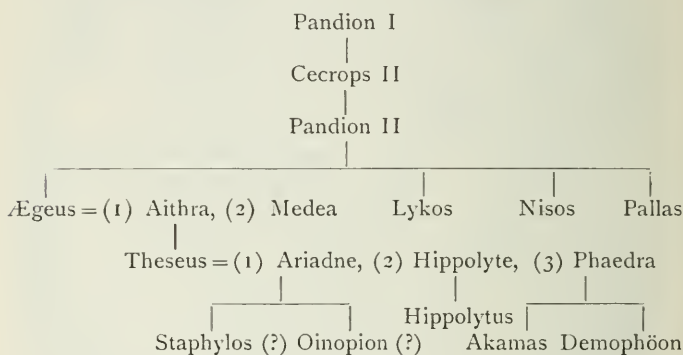 Pandion I
Cecrops II
Pandion II
Ægeus = (1) Aithra, (2) Medea Lykos Nisos Pallas
Theseus = (1) Ariadne, (2) Hippolyte, (3) Phaedra
Hippolytus
Staphylos (?) Oinopion (?) Akamas Demophöon